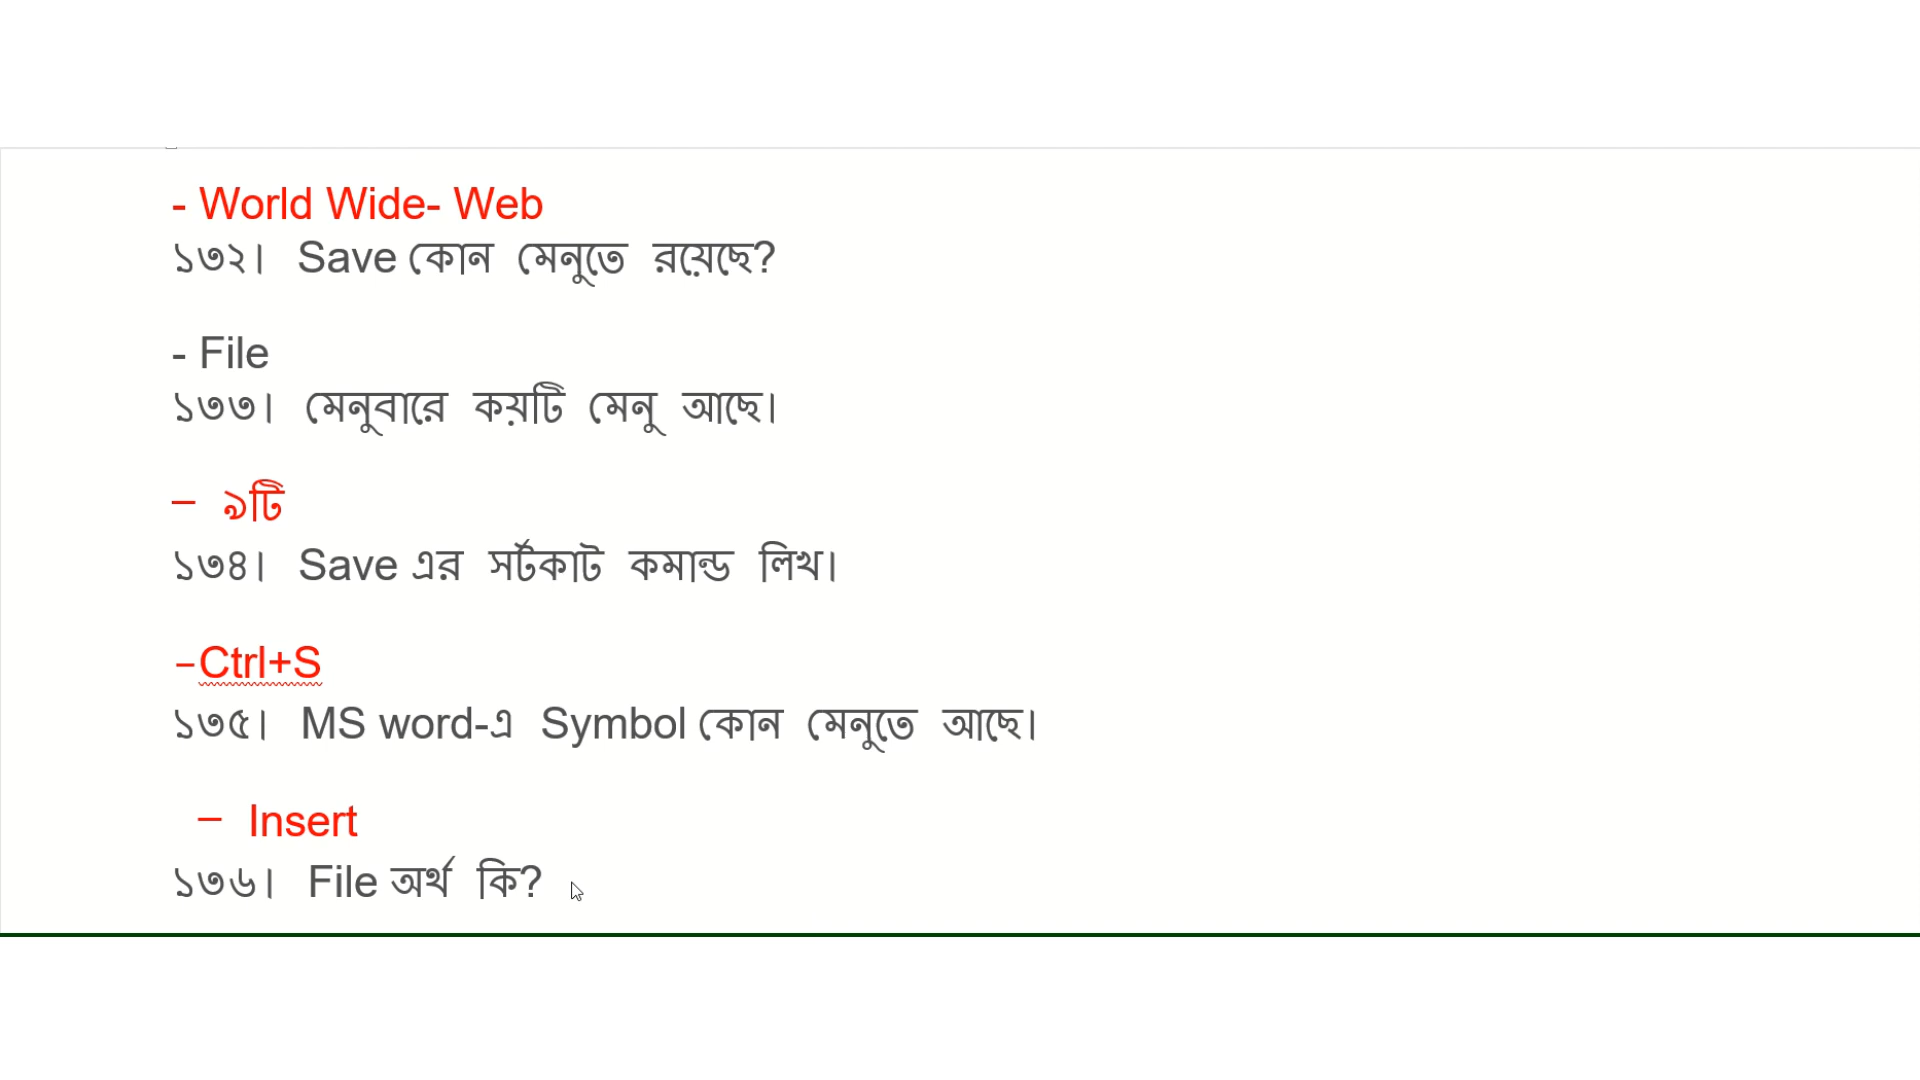 - World Wide- Web
১৩২। Save কোন মেনুতে রয়েছে?
- File
১৩৩। মেনুবারে কয়টি মেনু আছে।
– ৯টি
১৩৪। Save এর সর্টকাট কমান্ড লিখ।
–Ctrl+S
১৩৫। MS word-এ Symbol কোন মেনুতে আছে।
– Insert
১৩৬। File অর্থ কি?